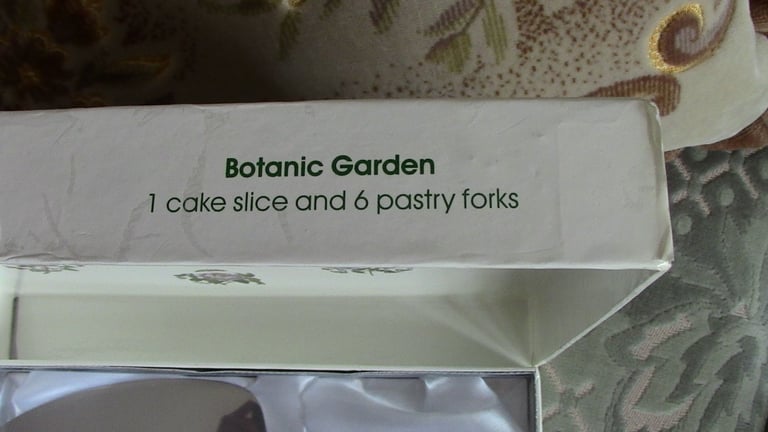 Botanic Garden
1 cake slice and 6 pastry forks